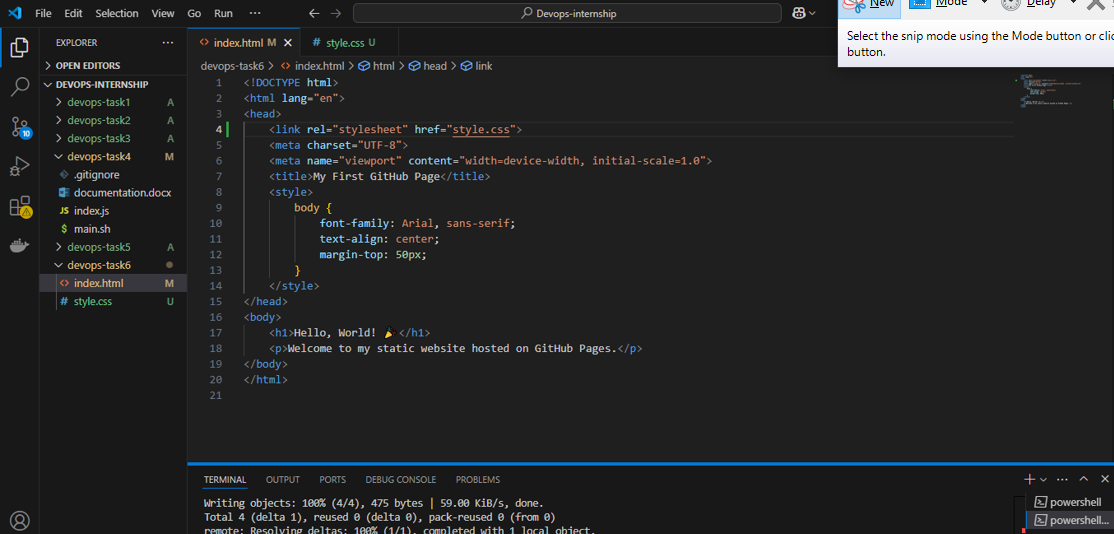 File Edit Selection View Go Run ··· Devops-internship
New Mode Delay
Select the snip mode using the Mode button or clic
button.
EXPLORER ···
OPEN EDITORS
DEVOPS-INTERNSHIP
devops-task1 A
devops-task2 A
devops-task3 A
devops-task4 M
.gitignore
documentation.docx
JS index.js
$ main.sh
devops-task5 A
devops-task6
<> index.html M
# style.css U
10
<> index.html M
# style.css U
devops-task6 > <> index.html > html > head > link
1 <!DOCTYPE html>
2 <html lang="en">
3 <head>
4 <link rel="stylesheet" href="style.css">
5 <meta charset="UTF-8">
6 <meta name="viewport" content="width=device-width, initial-scale=1.0">
7 <title>My First GitHub Page</title>
8 <style>
9 body {
10 font-family: Arial, sans-serif;
11 text-align: center;
12 margin-top: 50px;
13 }
14 </style>
15 </head>
16 <body>
17 <h1>Hello, World! 🎉</h1>
18 <p>Welcome to my static website hosted on GitHub Pages.</p>
19 </body>
20 </html>
21
TERMINAL OUTPUT PORTS DEBUG CONSOLE PROBLEMS
Writing objects: 100% (4/4), 475 bytes | 59.00 KiB/s, done.
Total 4 (delta 1), reused 0 (delta 0), pack-reused 0 (from 0)
remote: Resolving deltas: 100% (1/1), completed with 1 local object.
powershell
powershell...